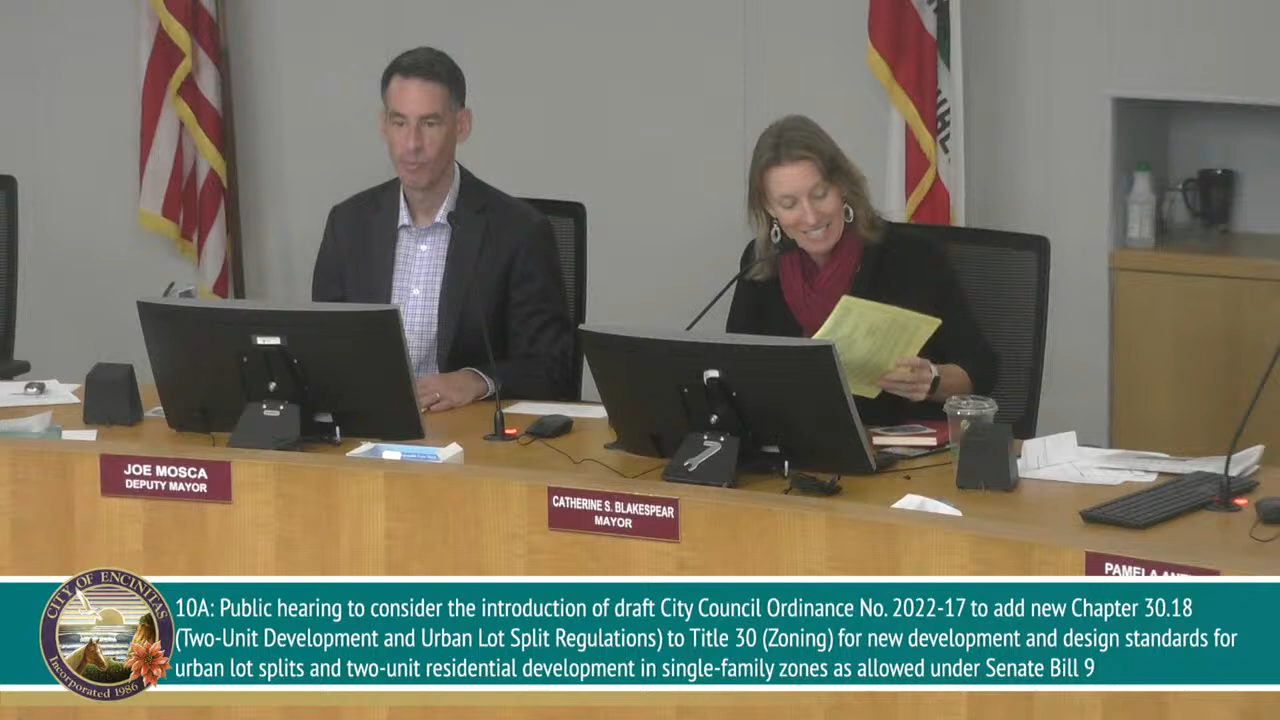 JOE MOSCA
DEPUTY MAYOR
CATHERINE S. BLAKESPEAR
MAYOR
PAMELA
CITY OF ENCINITAS
Incorporated 1986
10A: Public hearing to consider the introduction of draft City Council Ordinance No. 2022-17 to add new Chapter 30.18
(Two-Unit Development and Urban Lot Split Regulations) to Title 30 (Zoning) for new development and design standards for
urban lot splits and two-unit residential development in single-family zones as allowed under Senate Bill 9